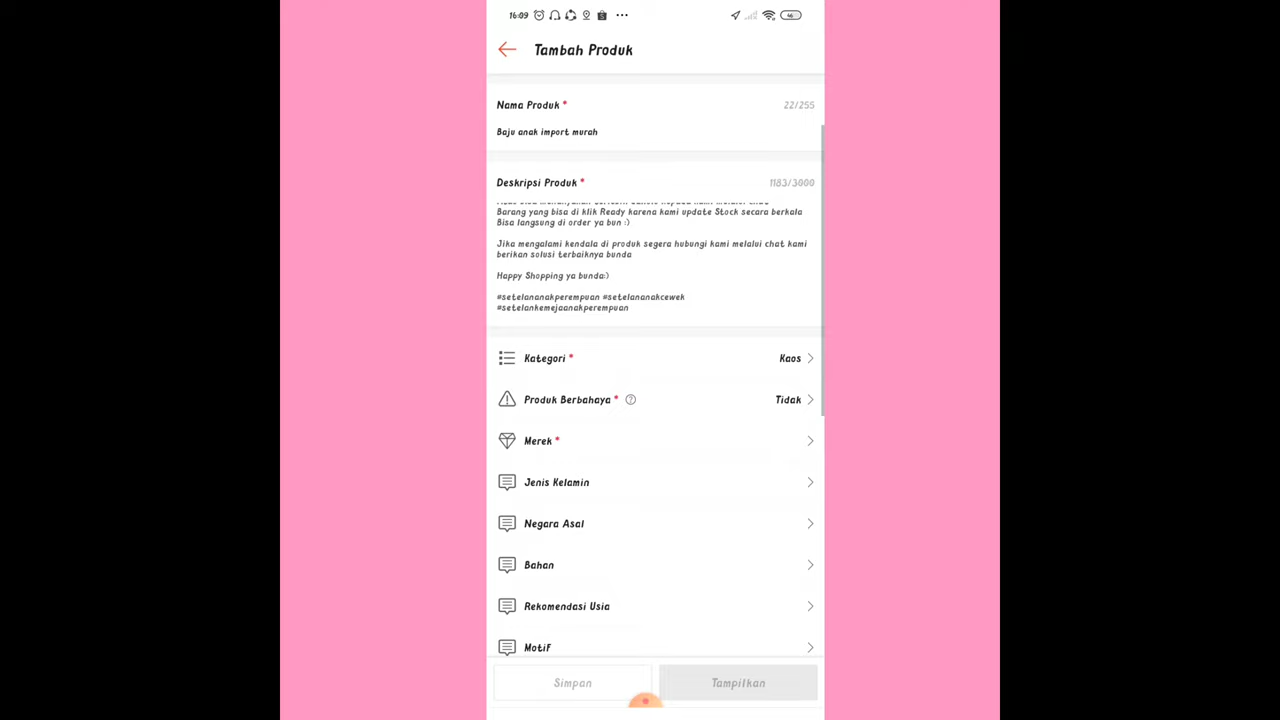 16:09
46
Tambah Produk
Nama Produk * 22/255
Baju anak import murah
Deskripsi Produk * 1183/3000
Barang yang bisa di klik Ready karena kami update Stock secara berkala
Bisa langsung di order ya bun :)
Jika mengalami kendala di produk segera hubungi kami melalui chat kami
berikan solusi terbaiknya bunda
Happy Shopping ya bunda:)
#setelananakperempuan #setelananakcewek
#setelankemejaanakperempuan
Kategori * Kaos
Produk Berbahaya * Tidak
Merek *
Jenis Kelamin
Negara Asal
Bahan
Rekomendasi Usia
Motif
Simpan Tampilkan